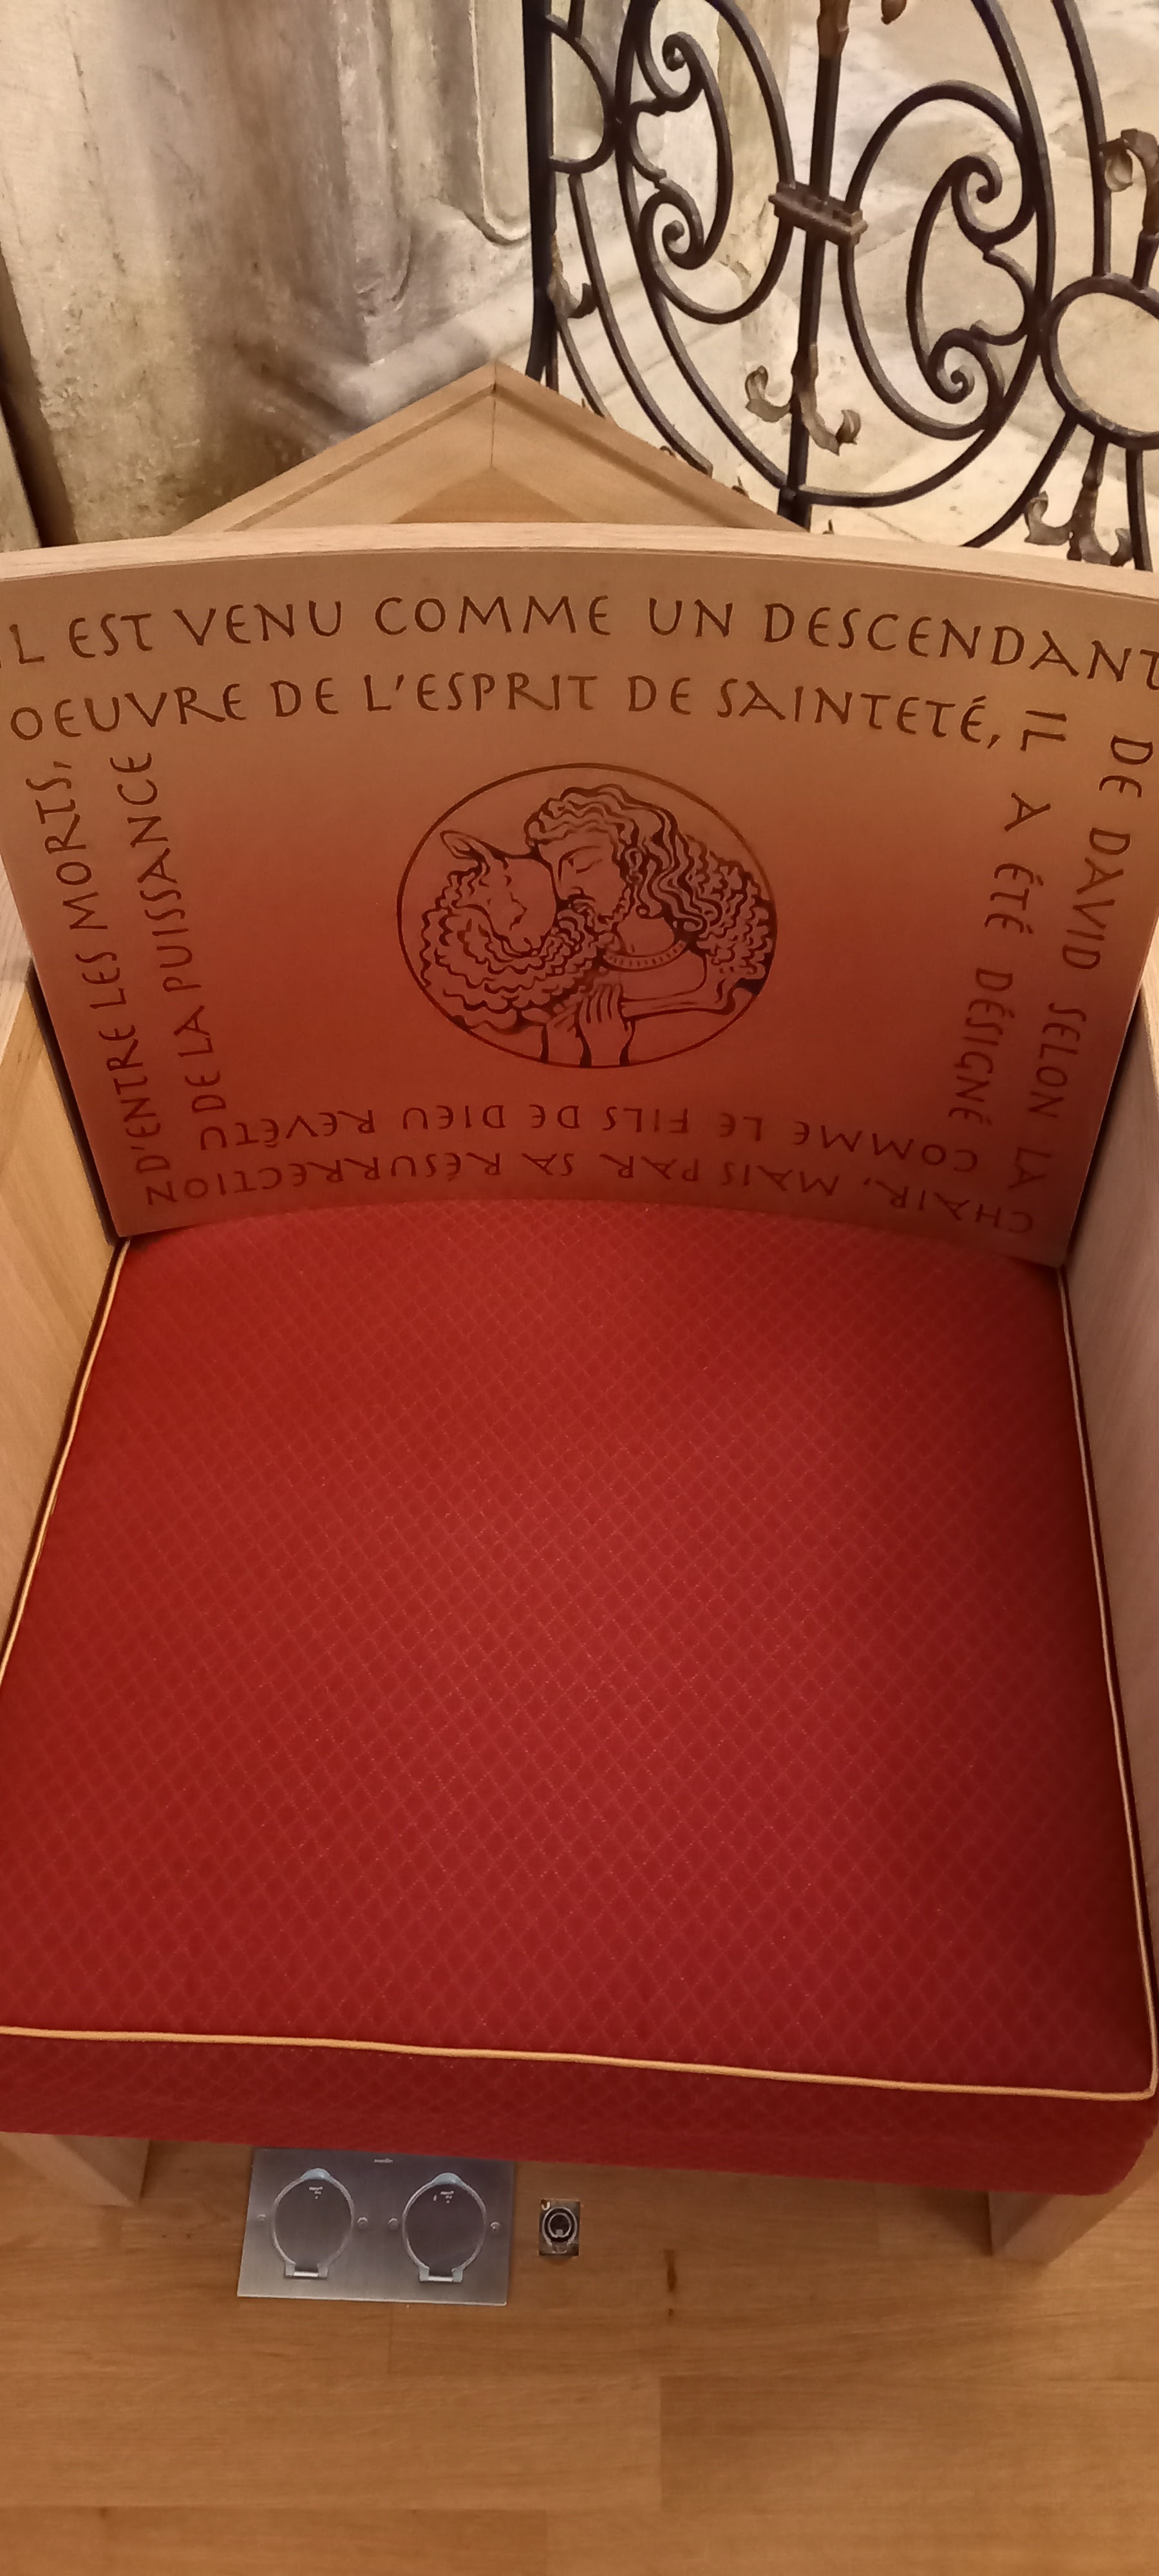 IL EST VENU COMME UN DESCENDANT
DE DAVID SELON LA
CHAIR, MAIS PAR SA RÉSURRECTION
D'ENTRE LES MORTS,
OEUVRE DE L'ESPRIT DE SAINTETÉ,
IL A ÉTÉ DÉSIGNÉ
COMME LE FILS DE DIEU REVÊTU
DE LA PUISSANCE